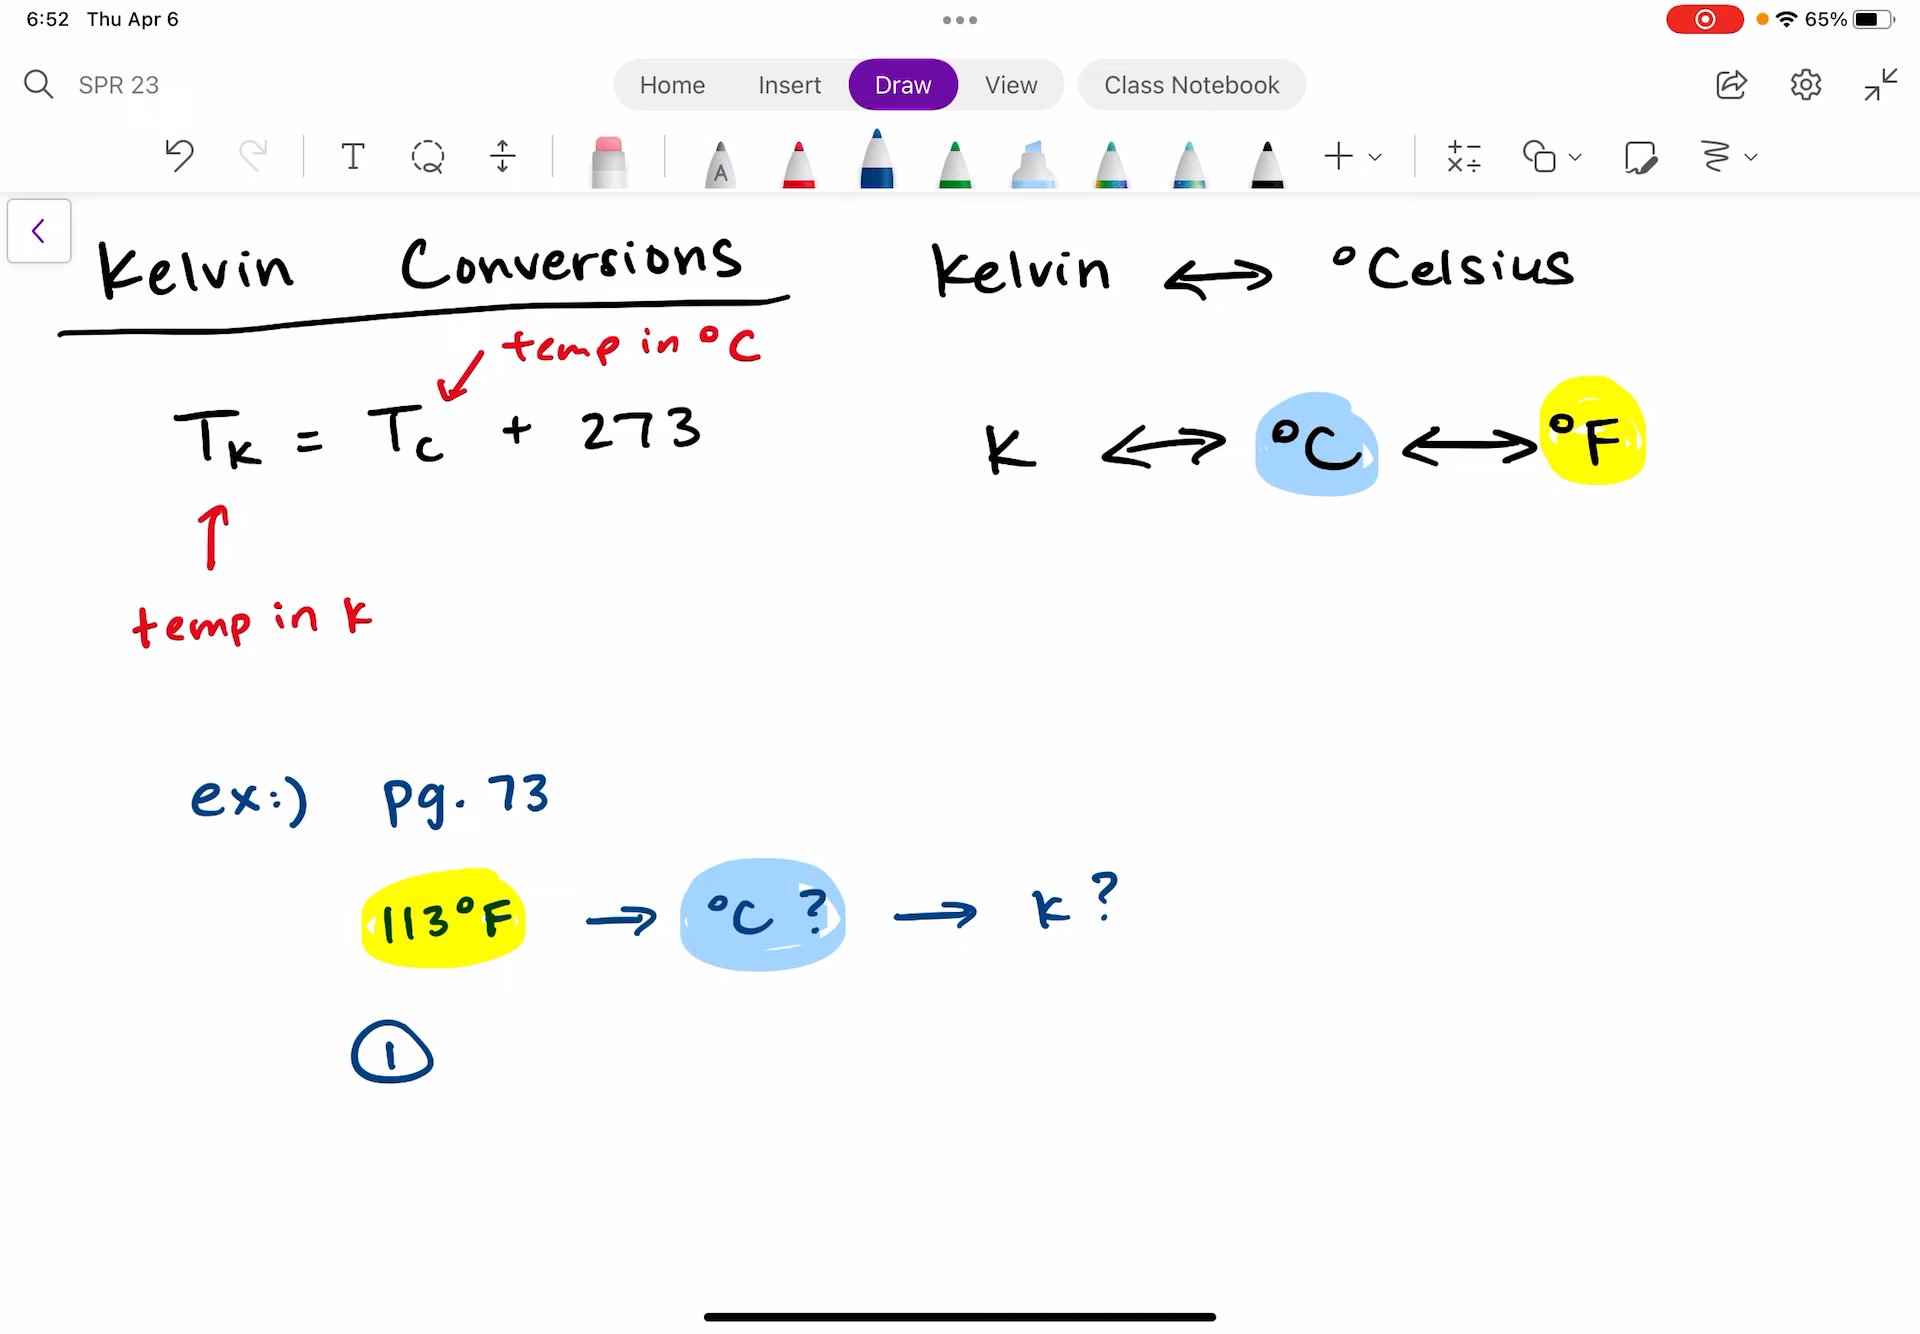 6:52 Thu Apr 6
65%
SPR 23
Home Insert Draw View Class Notebook
T
A
Kelvin Conversions
Kelvin ↔ °Celsius
temp in °C
TK = TC + 273
K ↔ °C ↔ °F
↑
temp in K
ex:) pg. 73
113°F → °C ? → K ?
①